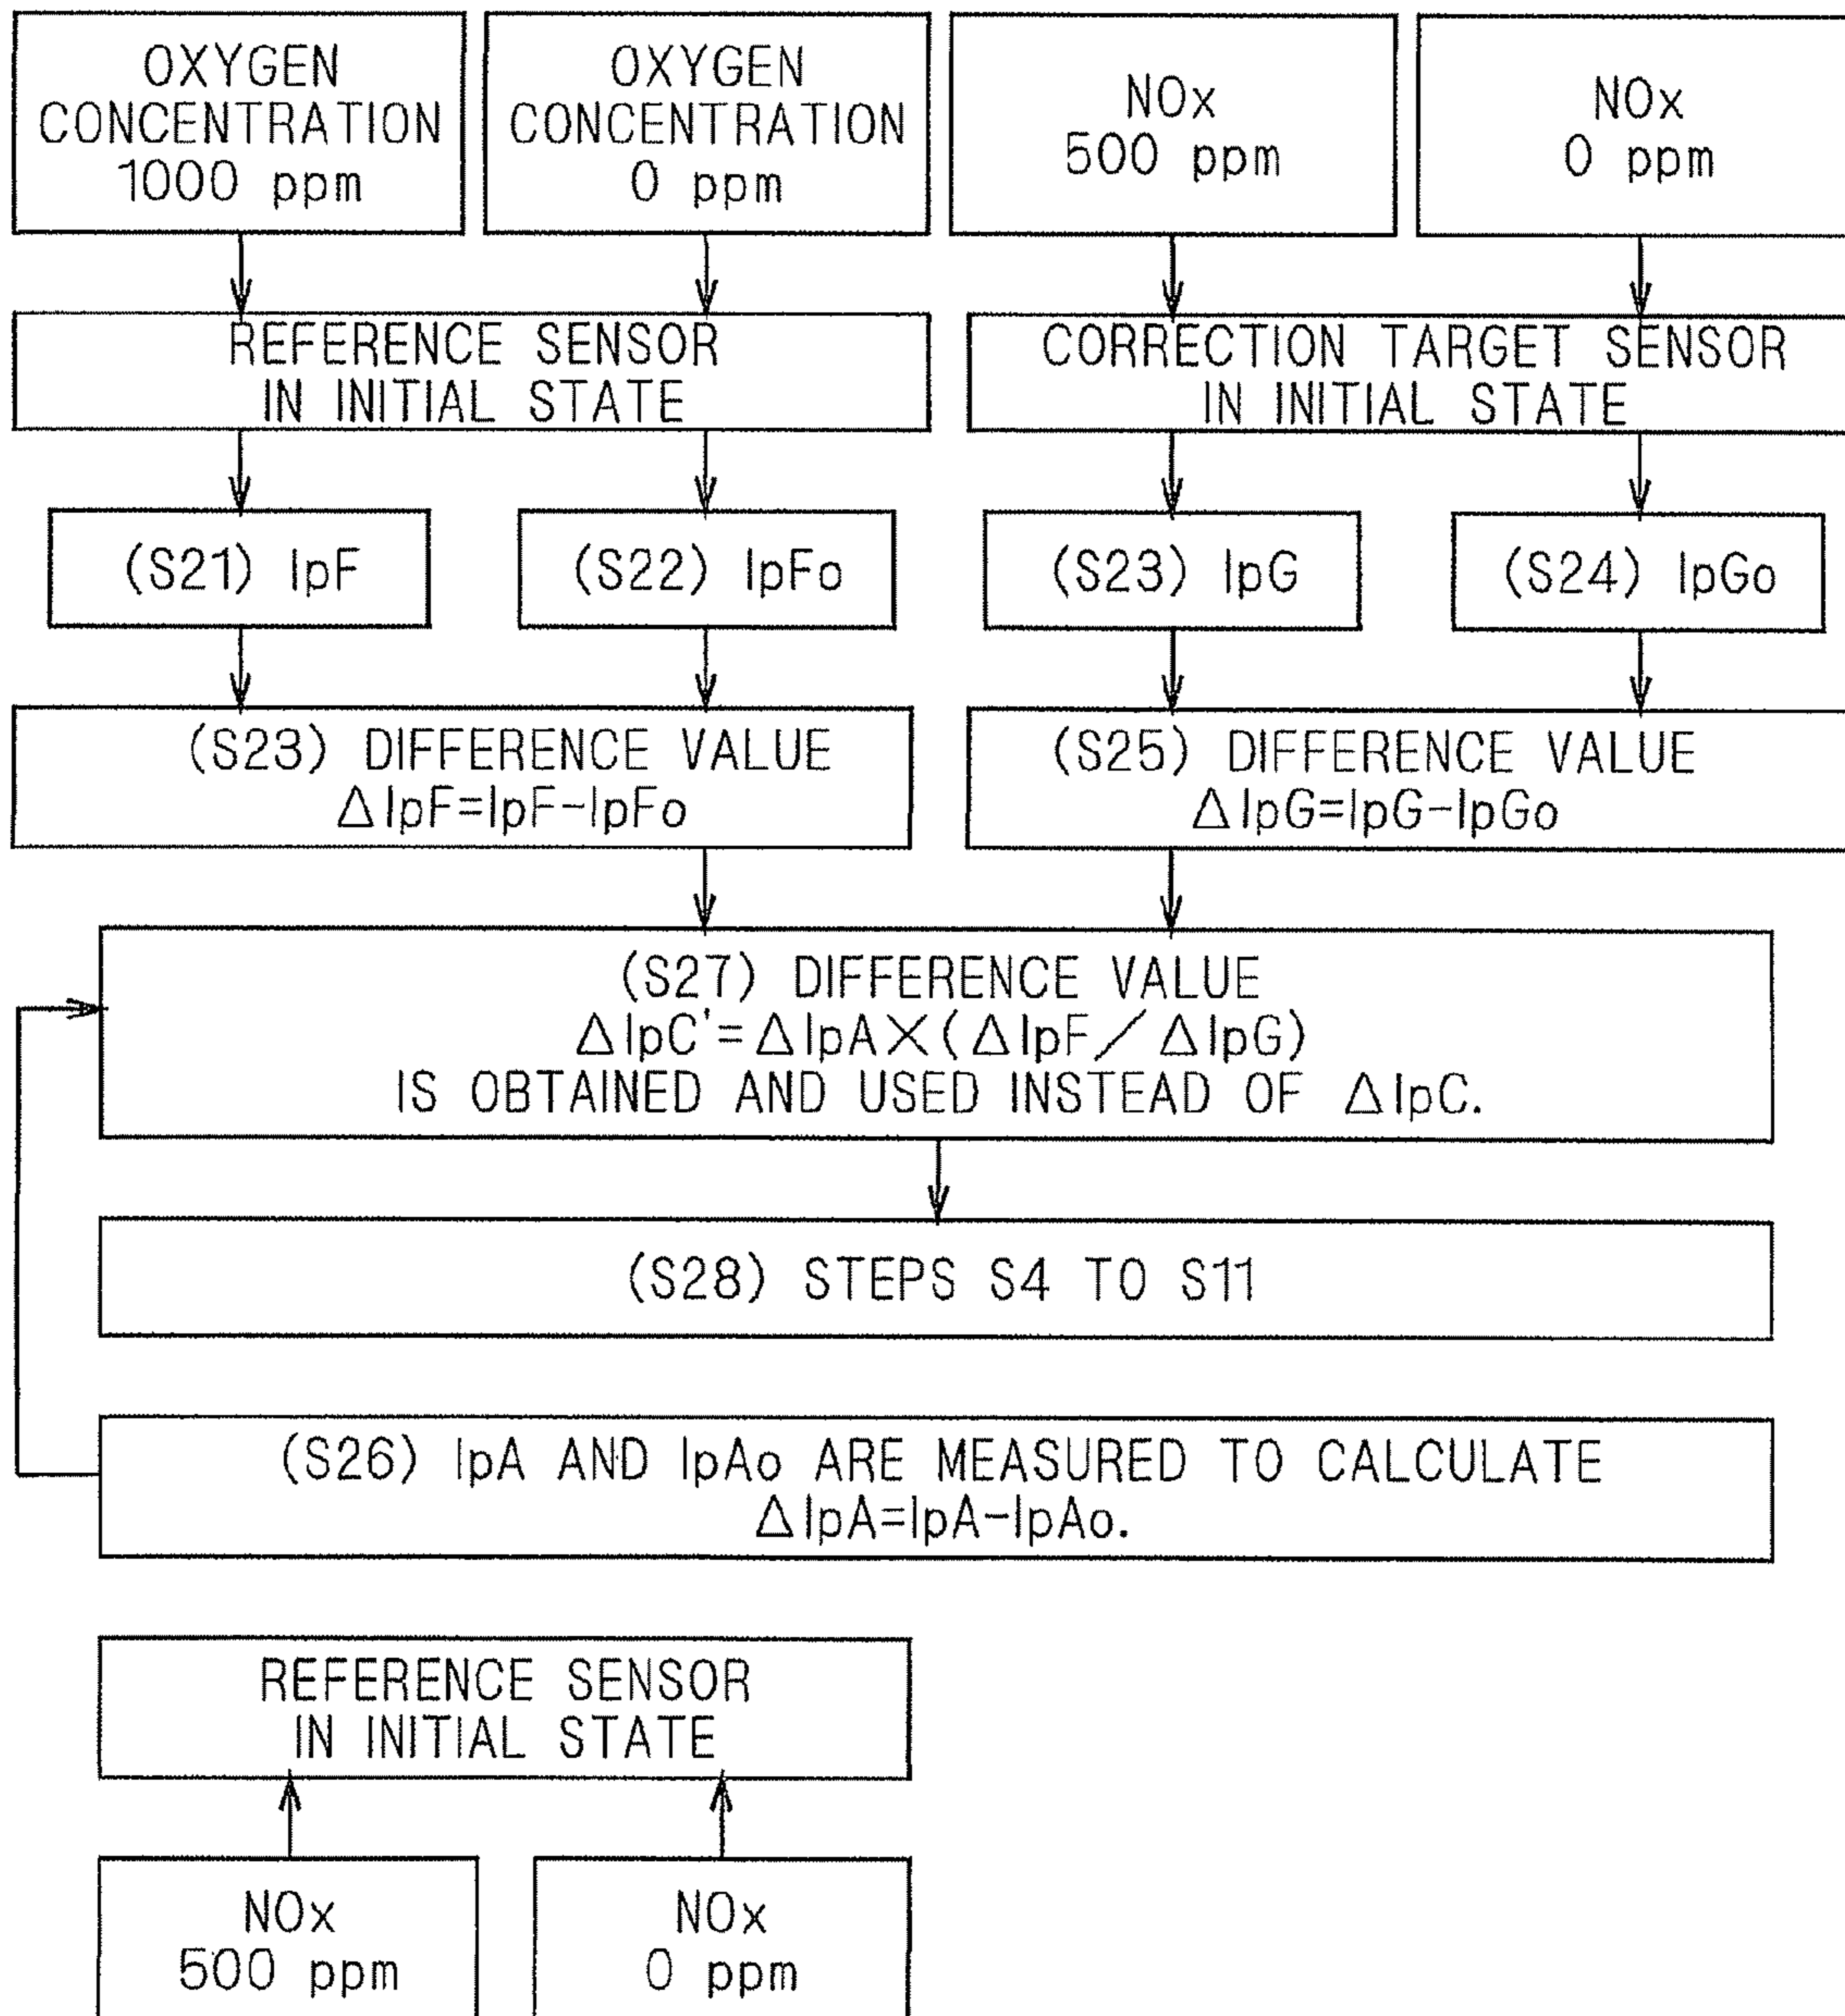 OXYGEN
CONCENTRATION
1000 ppm
OXYGEN
CONCENTRATION
0 ppm
NOx
500 ppm
NOx
0 ppm
REFERENCE SENSOR
IN INITIAL STATE
CORRECTION TARGET SENSOR
IN INITIAL STATE
(S21) IpF
(S22) IpFo
(S23) IpG
(S24) IpGo
(S23) DIFFERENCE VALUE
ΔIpF=IpF-IpFo
(S25) DIFFERENCE VALUE
ΔIpG=IpG-IpGo
(S27) DIFFERENCE VALUE
ΔIpC'=ΔIpA×(ΔIpF/ΔIpG)
IS OBTAINED AND USED INSTEAD OF ΔIpC.
(S28) STEPS S4 TO S11
(S26) IpA AND IpAo ARE MEASURED TO CALCULATE
ΔIpA=IpA-IpAo.
REFERENCE SENSOR
IN INITIAL STATE
NOx
500 ppm
NOx
0 ppm